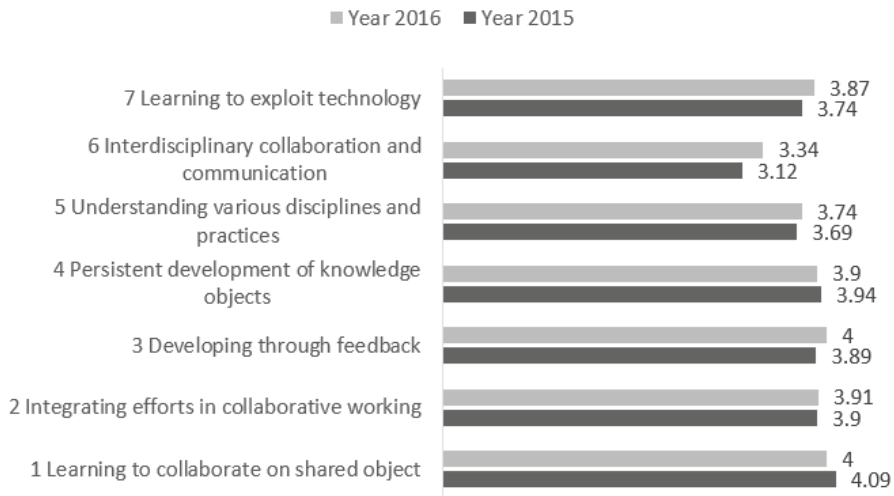 Year 2016 Year 2015
7 Learning to exploit technology
3.87
3.74
6 Interdisciplinary collaboration and
communication
3.34
3.12
5 Understanding various disciplines and
practices
3.74
3.69
4 Persistent development of knowledge
objects
3.9
3.94
3 Developing through feedback
4
3.89
2 Integrating efforts in collaborative working
3.91
3.9
1 Learning to collaborate on shared object
4
4.09